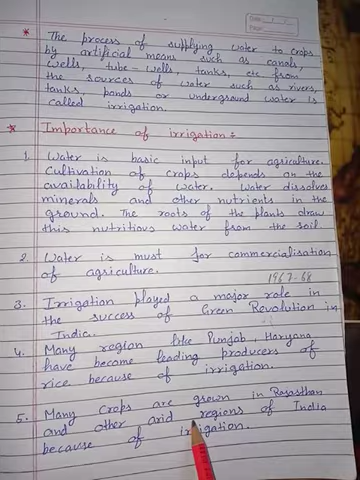 Date
Page
* The process of supplying water to crops
by artificial means such as canals,
wells, tube-wells, tanks, etc from
the sources of water such as rivers,
tanks, ponds or underground water is
called irrigation.
* Importance of irrigation :-
1. Water is basic input for agriculture.
Cultivation of crops depends on the
availability of water. Water dissolves
minerals and other nutrients in the
ground. The roots of the plants draw
this nutritious water from the soil.
2. Water is must for commercialisation
of agriculture.
1967-68
3. Irrigation played a major role in
the success of Green Revolution in
India.
4. Many region like Punjab, Haryana
have became leading producers of
rice because of irrigation.
5. Many crops are grown in Rajasthan
and other arid regions of India
because of irrigation.